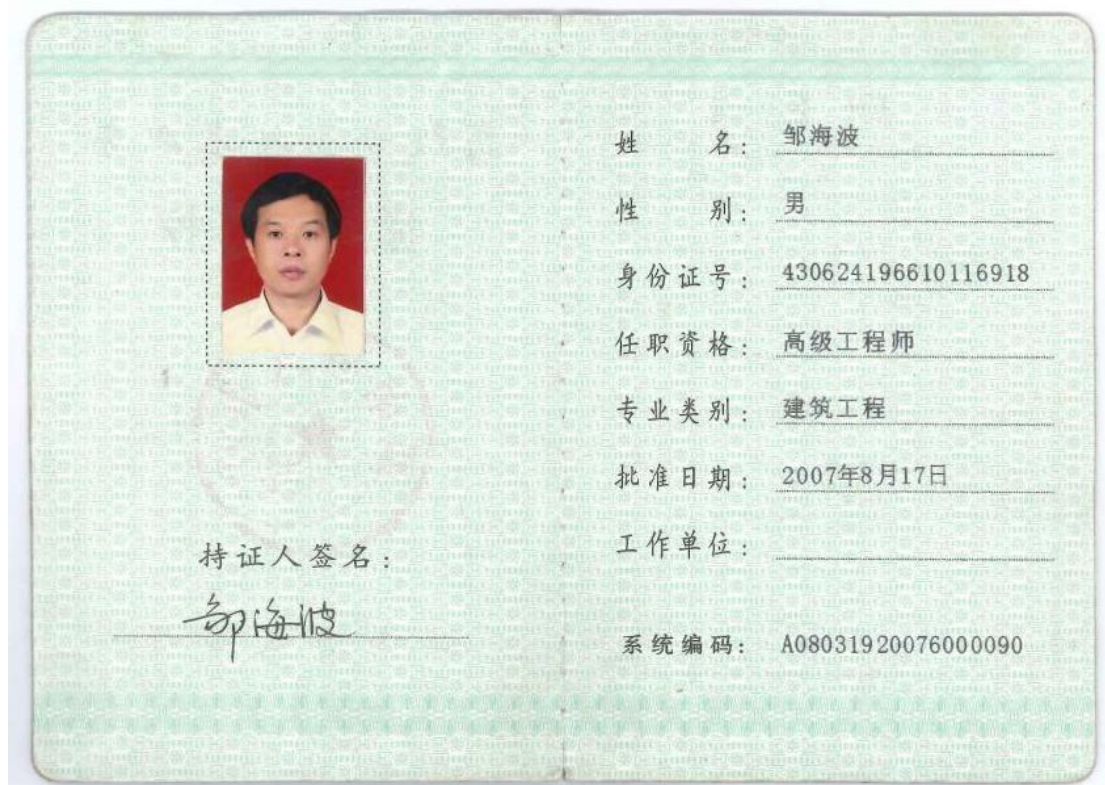 持证人签名：
邹海波
姓 名： 邹海波
性 别： 男
身份证号： 430624196610116918
任职资格： 高级工程师
专业类别： 建筑工程
批准日期： 2007年8月17日
工作单位：
系统编码： A08031920076000090